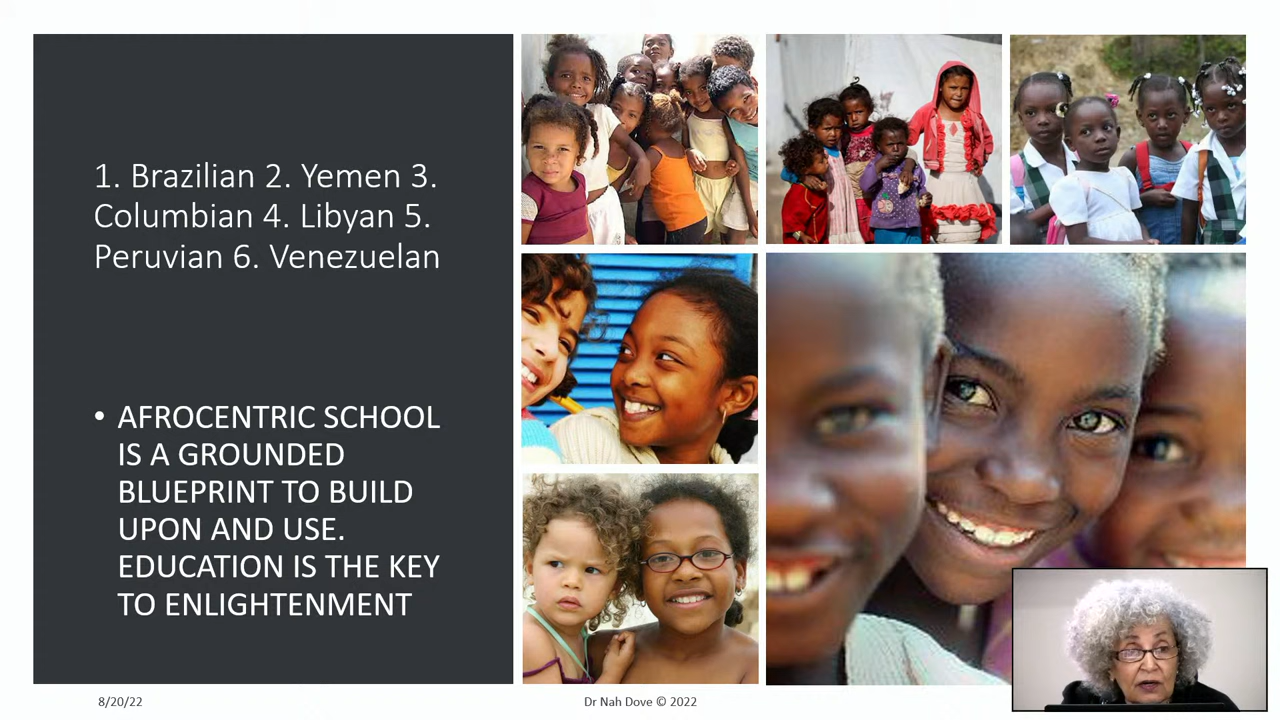 1. Brazilian 2. Yemen 3.
Columbian 4. Libyan 5.
Peruvian 6. Venezuelan
• AFROCENTRIC SCHOOL
IS A GROUNDED
BLUEPRINT TO BUILD
UPON AND USE.
EDUCATION IS THE KEY
TO ENLIGHTENMENT
8/20/22
Dr Nah Dove © 2022